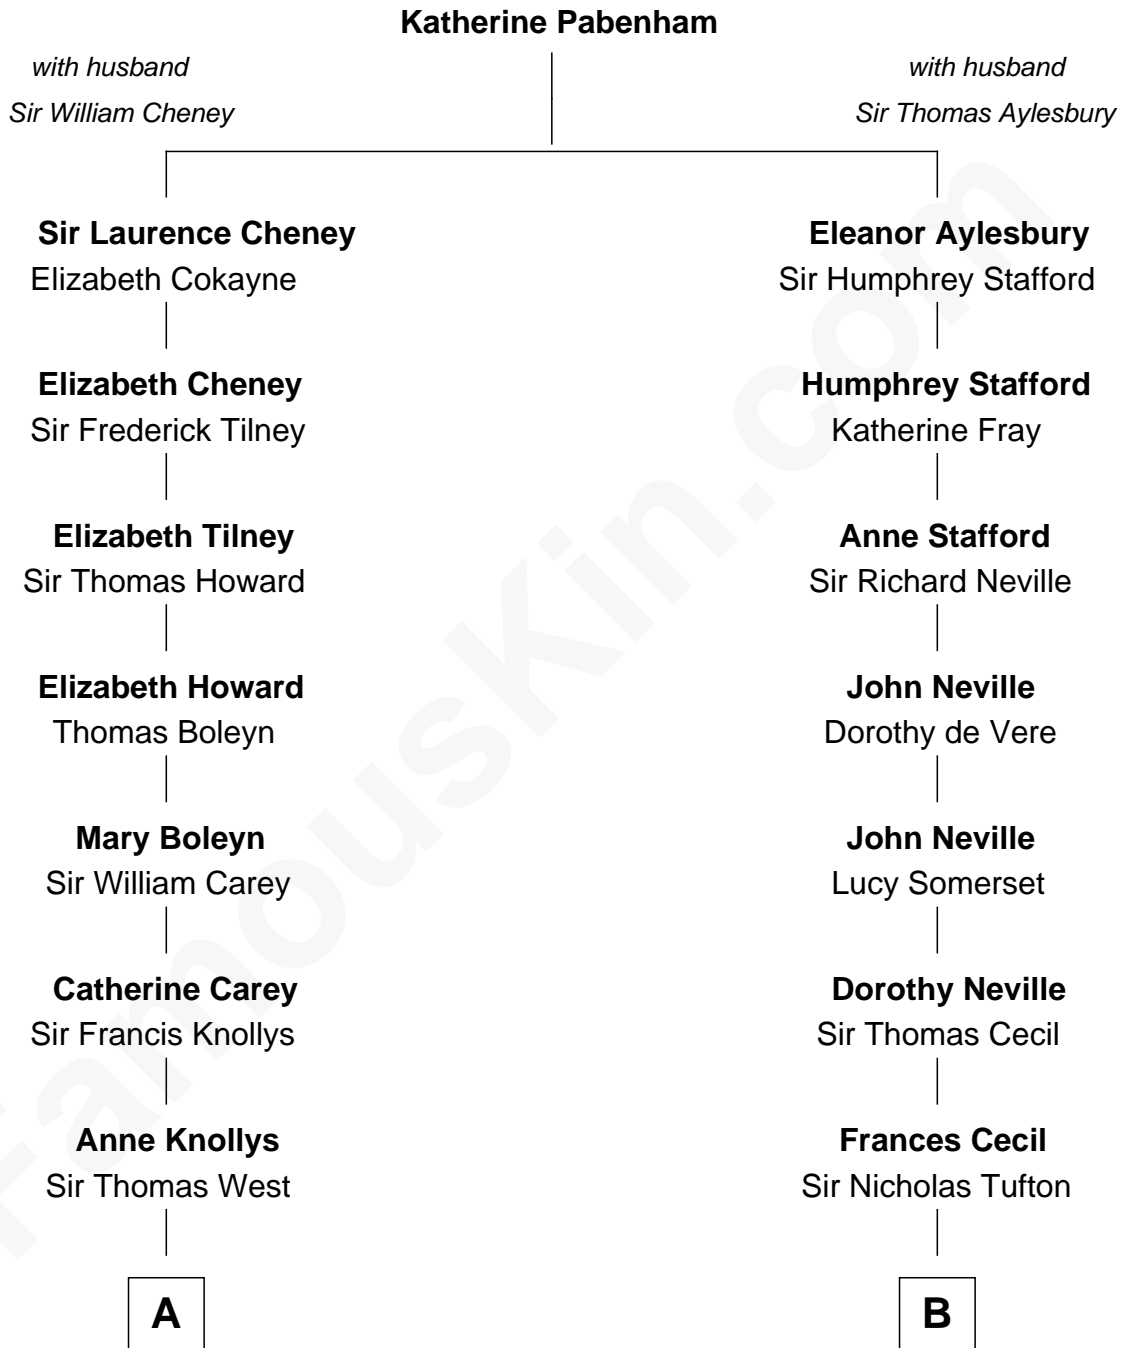 Katherine Pabenham
with husband
Sir William Cheney
with husband
Sir Thomas Aylesbury
Sir Laurence Cheney
Elizabeth Cokayne
Eleanor Aylesbury
Sir Humphrey Stafford
Elizabeth Cheney
Sir Frederick Tilney
Humphrey Stafford
Katherine Fray
Elizabeth Tilney
Sir Thomas Howard
Anne Stafford
Sir Richard Neville
Elizabeth Howard
Thomas Boleyn
John Neville
Dorothy de Vere
Mary Boleyn
Sir William Carey
John Neville
Lucy Somerset
Catherine Carey
Sir Francis Knollys
Dorothy Neville
Sir Thomas Cecil
Anne Knollys
Sir Thomas West
Frances Cecil
Sir Nicholas Tufton
A
B
FamousKin.com